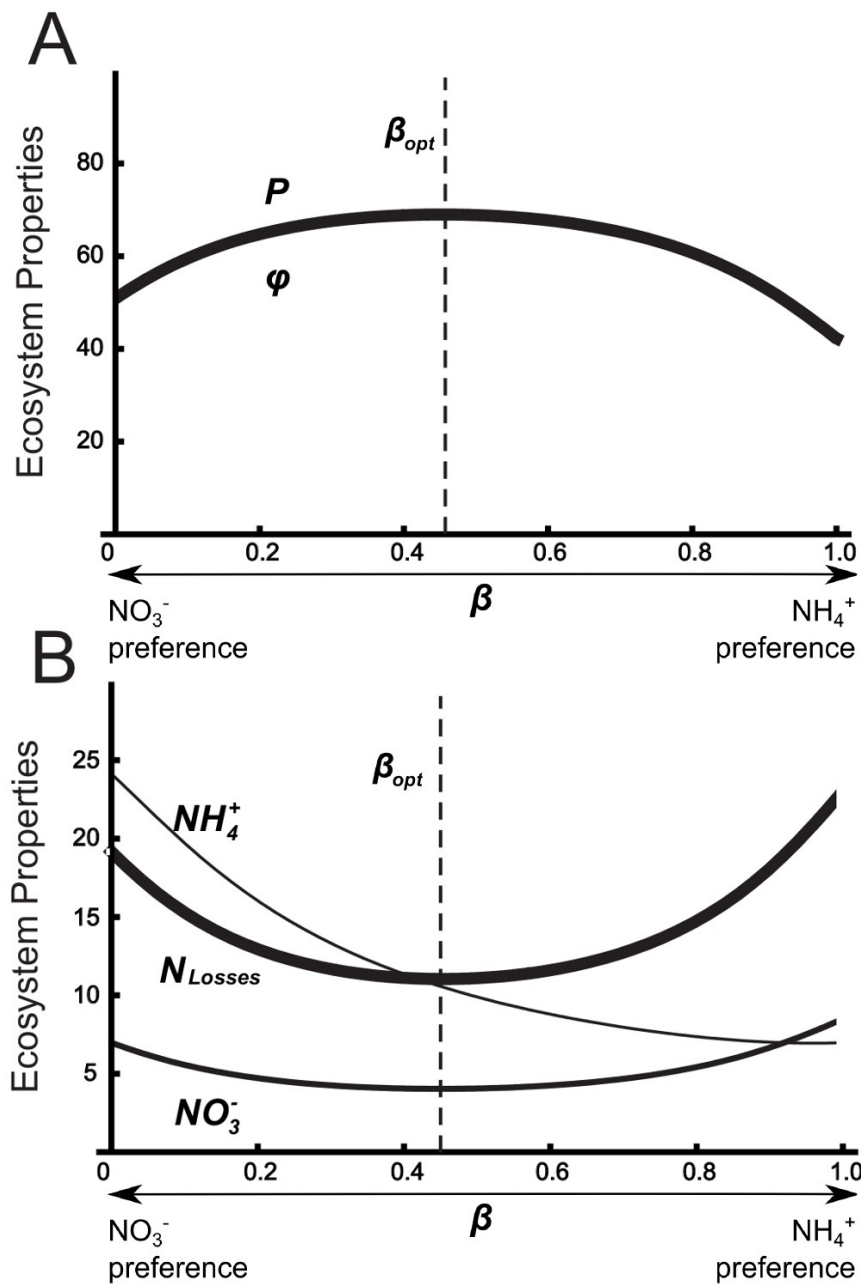 A
Ecosystem Properties
80
60
40
20
P
φ
β_opt
0 0.2 0.4 0.6 0.8 1.0
β
NO₃⁻ preference
NH₄⁺ preference
B
Ecosystem Properties
25
20
15
10
5
NH₄⁺
β_opt
N Losses
NO₃⁻
0 0.2 0.4 0.6 0.8 1.0
β
NO₃⁻
preference
NH₄⁺
preference